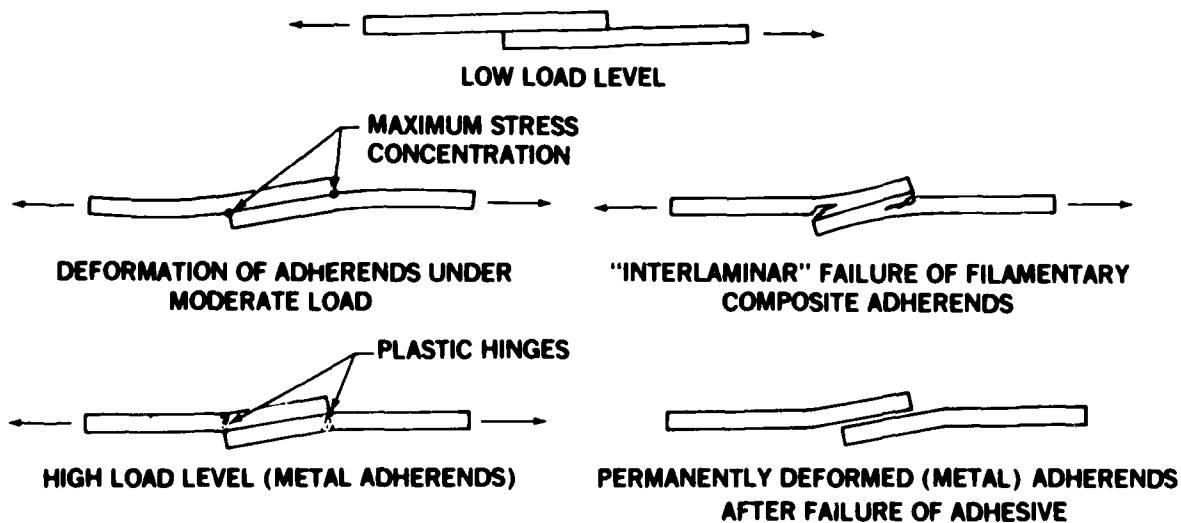 LOW LOAD LEVEL
MAXIMUM STRESS
CONCENTRATION
DEFORMATION OF ADHERENDS UNDER
MODERATE LOAD
"INTERLAMINAR" FAILURE OF FILAMENTARY
COMPOSITE ADHERENDS
PLASTIC HINGES
HIGH LOAD LEVEL (METAL ADHERENDS)
PERMANENTLY DEFORMED (METAL) ADHERENDS
AFTER FAILURE OF ADHESIVE